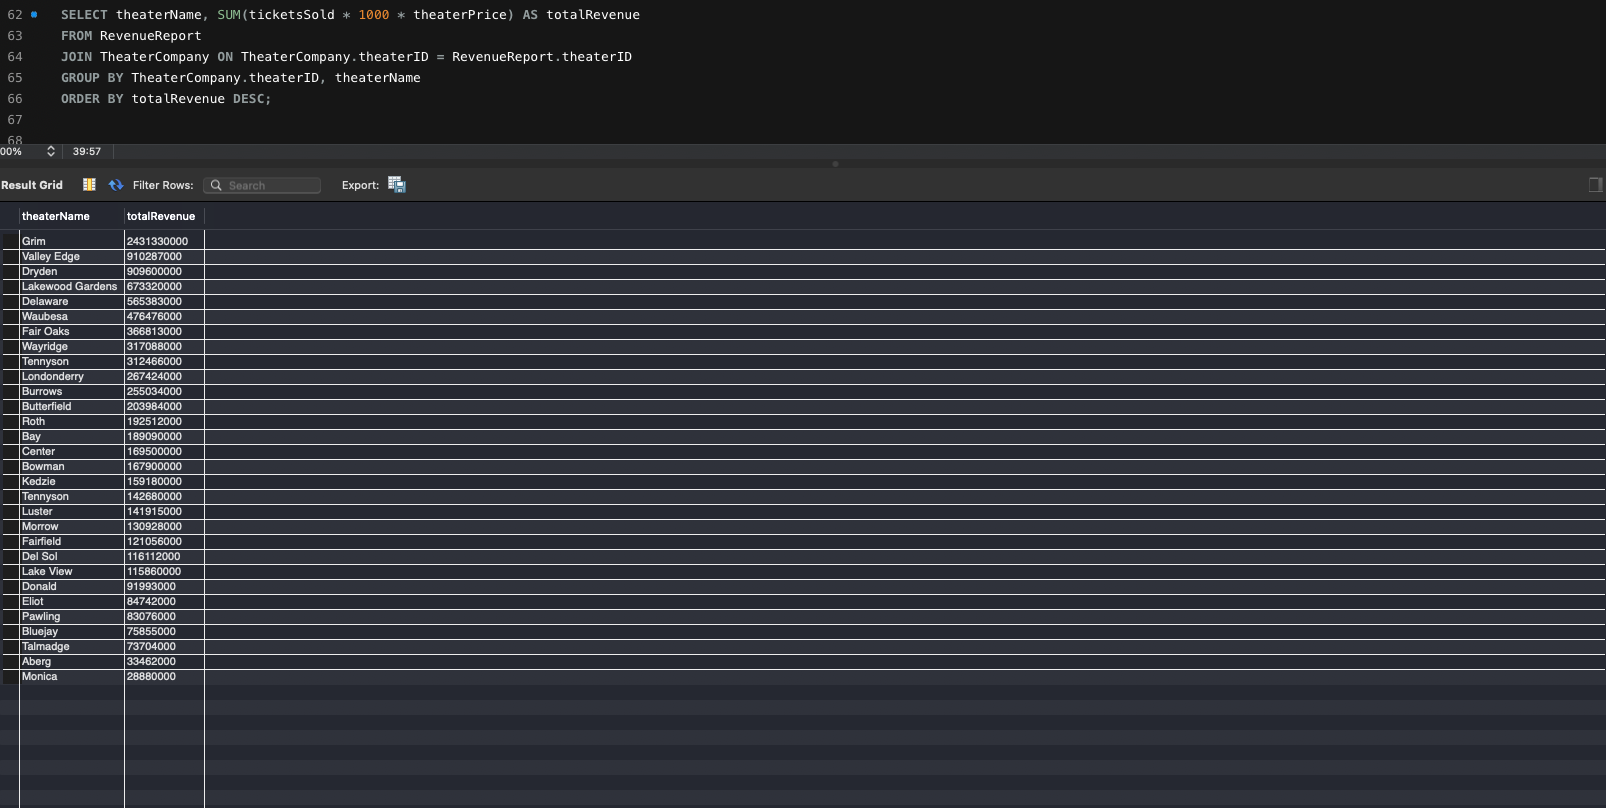 62 SELECT theaterName, SUM(ticketsSold * 1000 * theaterPrice) AS totalRevenue
63 FROM RevenueReport
64 JOIN TheaterCompany ON TheaterCompany.theaterID = RevenueReport.theaterID
65 GROUP BY TheaterCompany.theaterID, theaterName
66 ORDER BY totalRevenue DESC;
67
68
00% 39:57
Result Grid Filter Rows: Search Export:
theaterName totalRevenue
Grim 2431330000
Valley Edge 910287000
Dryden 909600000
Lakewood Gardens 673320000
Delaware 565383000
Waubesa 476476000
Fair Oaks 366813000
Wayridge 317088000
Tennyson 312466000
Londonderry 267424000
Burrows 255034000
Butterfield 203984000
Roth 192512000
Bay 189090000
Center 169500000
Bowman 167900000
Kedzie 159180000
Tennyson 142680000
Luster 141915000
Morrow 130928000
Fairfield 121056000
Del Sol 116112000
Lake View 115860000
Donald 91993000
Eliot 84742000
Pawling 83076000
Bluejay 75855000
Talmadge 73704000
Aberg 33462000
Monica 28880000